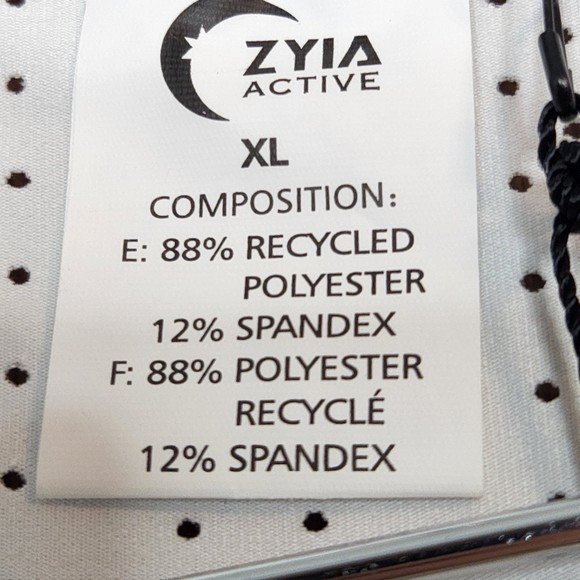 ZYIA
ACTIVE
XL
COMPOSITION:
E: 88% RECYCLED
POLYESTER
12% SPANDEX
F: 88% POLYESTER
RECYCLÉ
12% SPANDEX